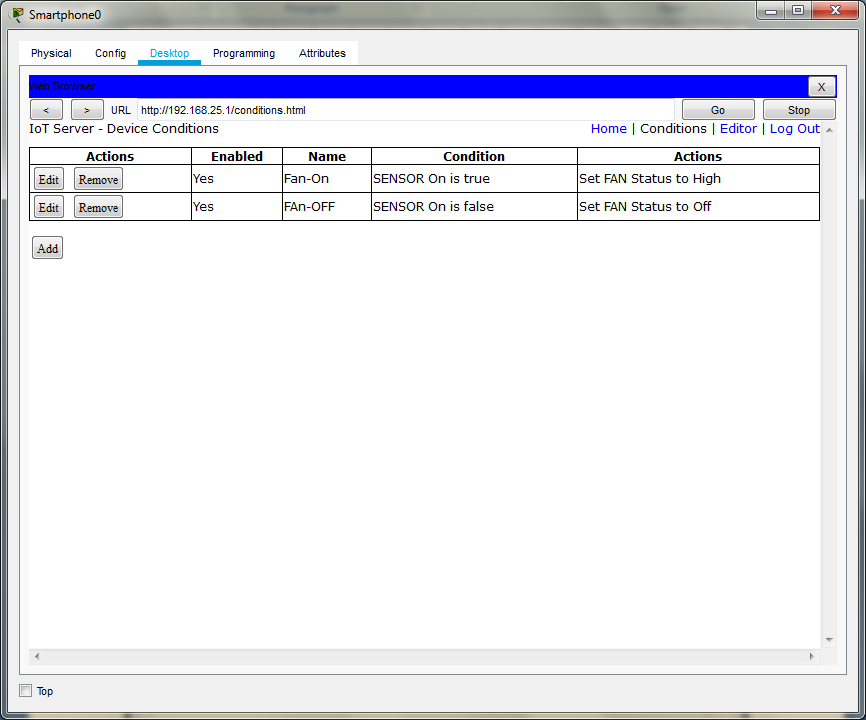 Smartphone0
Physical Config Desktop Programming Attributes
Web Browser X
< > URL http://192.168.25.1/conditions.html Go Stop
IoT Server - Device Conditions Home | Conditions | Editor | Log Out
Actions Enabled Name Condition Actions
Edit Remove Yes Fan-On SENSOR On is true Set FAN Status to High
Edit Remove Yes FAn-OFF SENSOR On is false Set FAN Status to Off
Add
Top